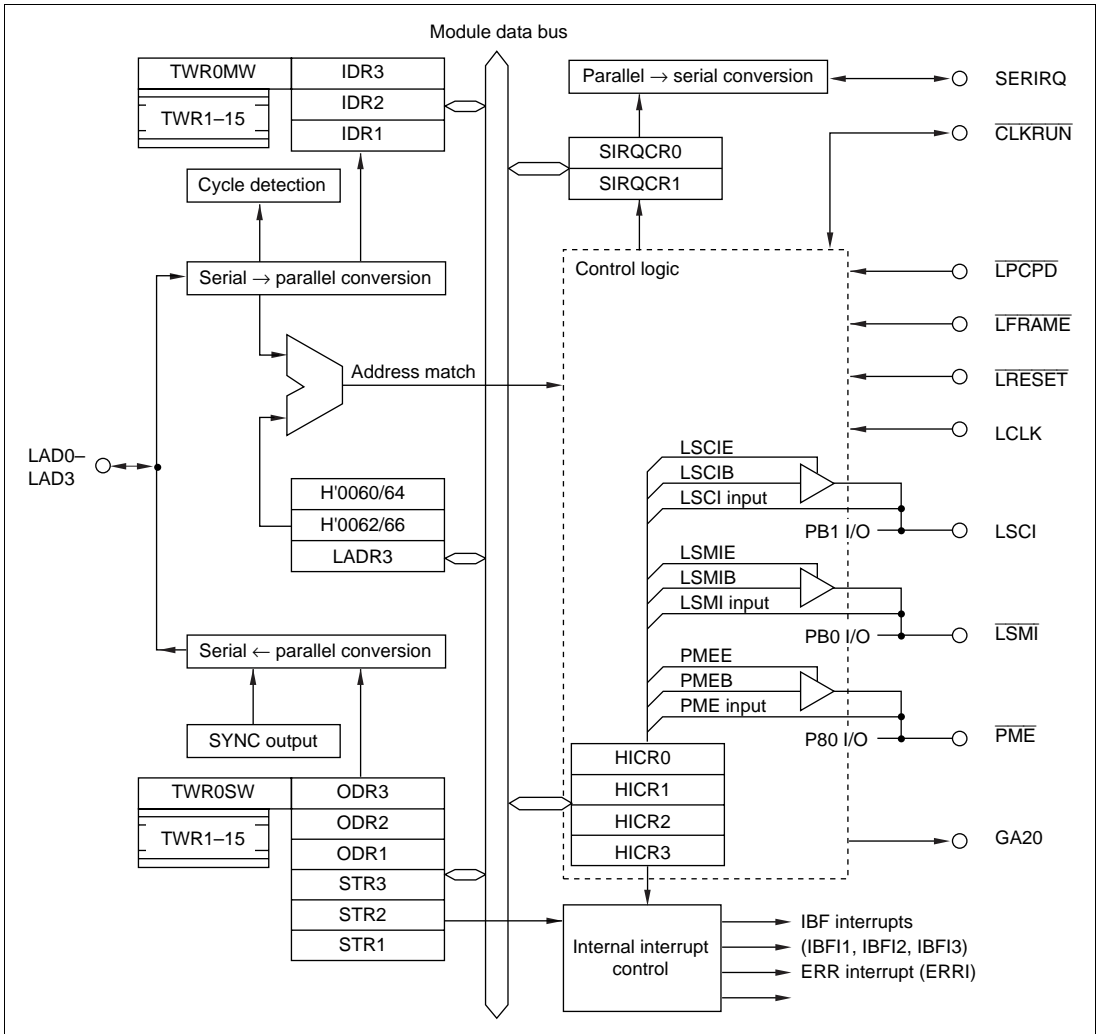 Module data bus
TWR0MW
IDR3
IDR2
IDR1
TWR1–15
Parallel → serial conversion
SERIRQ
CLKRUN
SIRQCR0
SIRQCR1
Cycle detection
Serial → parallel conversion
Control logic
LPCPD
LFRAME
LRESET
LCLK
Address match
LAD0–
LAD3
H'0060/64
H'0062/66
LADR3
LSCIE
LSCIB
LSCI input
PB1 I/O
LSCI
LSMIE
LSMIB
LSMI input
PB0 I/O
LSMI
PMEE
PMEB
PME input
P80 I/O
PME
Serial ← parallel conversion
SYNC output
TWR0SW
ODR3
ODR2
ODR1
STR3
STR2
STR1
TWR1–15
HICR0
HICR1
HICR2
HICR3
GA20
Internal interrupt
control
IBF interrupts
(IBFI1, IBFI2, IBFI3)
ERR interrupt (ERRI)